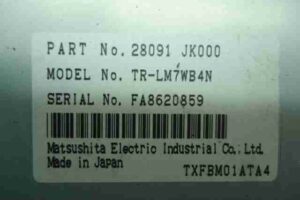 PART No. 28091 JK000
MODEL No. TR-LM7WB4N
SERIAL No. FA8620859
Matsushita Electric Industrial Co., Ltd.
Made in Japan
TXFBM01ATA4